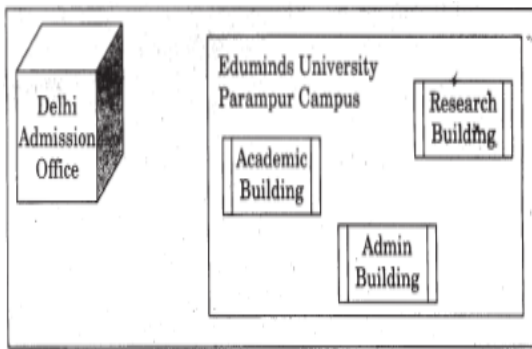 Delhi
Admission
Office
Eduminds University
Parampur Campus
Research
Building
Academic
Building
Admin
Building